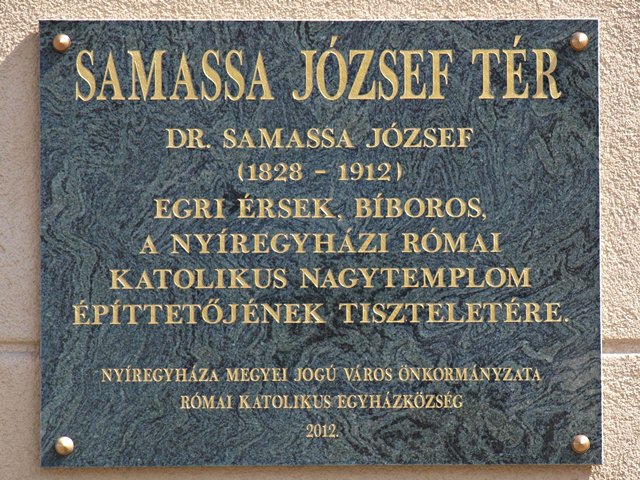 SAMASSA JÓZSEF TÉR
DR. SAMASSA JÓZSEF
(1828 - 1912)
EGRI ÉRSEK, BÍBOROS,
A NYÍREGYHÁZI RÓMAI
KATOLIKUS NAGYTEMPLOM
ÉPÍTTETŐJÉNEK TISZTELETÉRE.
NYÍREGYHÁZA MEGYEI JOGÚ VÁROS ÖNKORMÁNYZATA
RÓMAI KATOLIKUS EGYHÁZKÖZSÉG
2012.